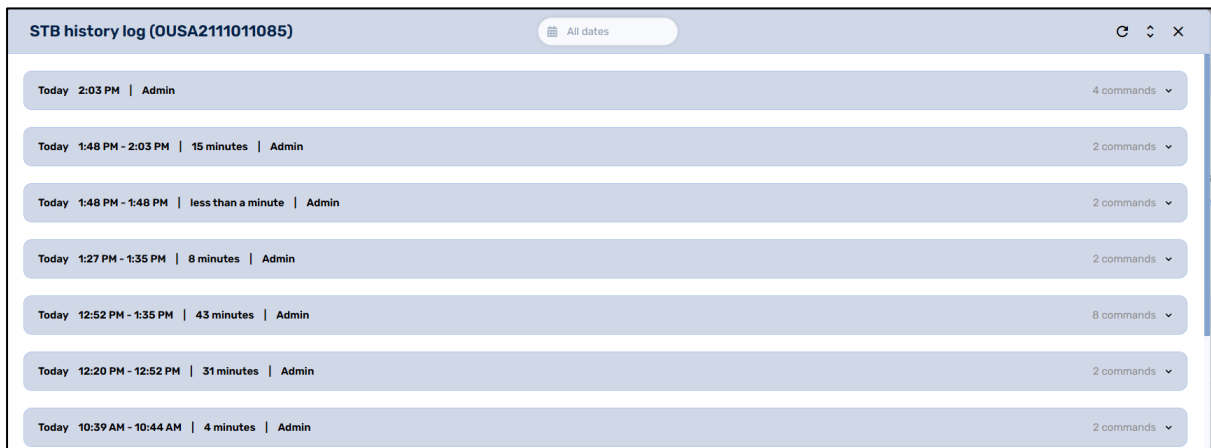 STB history log (0USA2111011085)
All dates
Today 2:03 PM | Admin 4 commands
Today 1:48 PM - 2:03 PM | 15 minutes | Admin 2 commands
Today 1:48 PM - 1:48 PM | less than a minute | Admin 2 commands
Today 1:27 PM - 1:35 PM | 8 minutes | Admin 2 commands
Today 12:52 PM - 1:35 PM | 43 minutes | Admin 8 commands
Today 12:20 PM - 12:52 PM | 31 minutes | Admin 2 commands
Today 10:39 AM - 10:44 AM | 4 minutes | Admin 2 commands